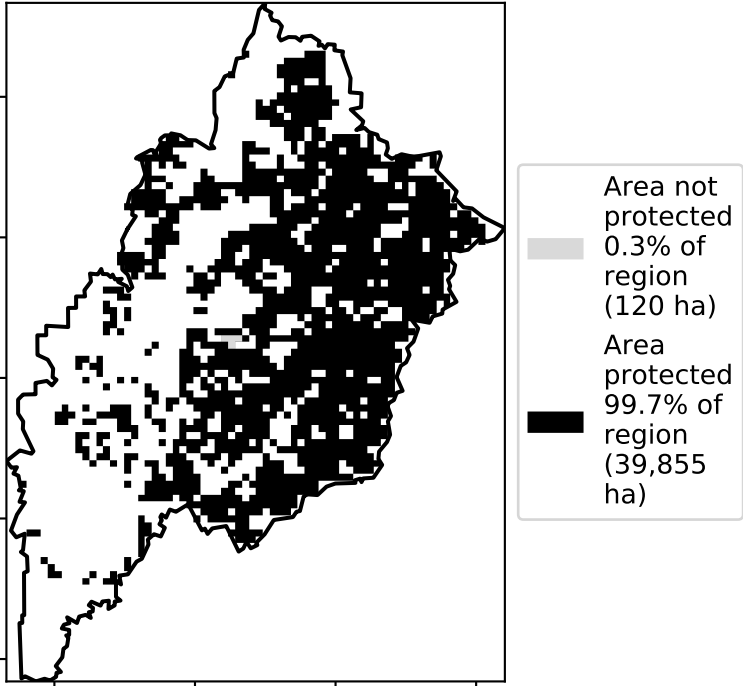 Area not
protected
0.3% of
region
(120 ha)
Area
protected
99.7% of
region
(39,855
ha)